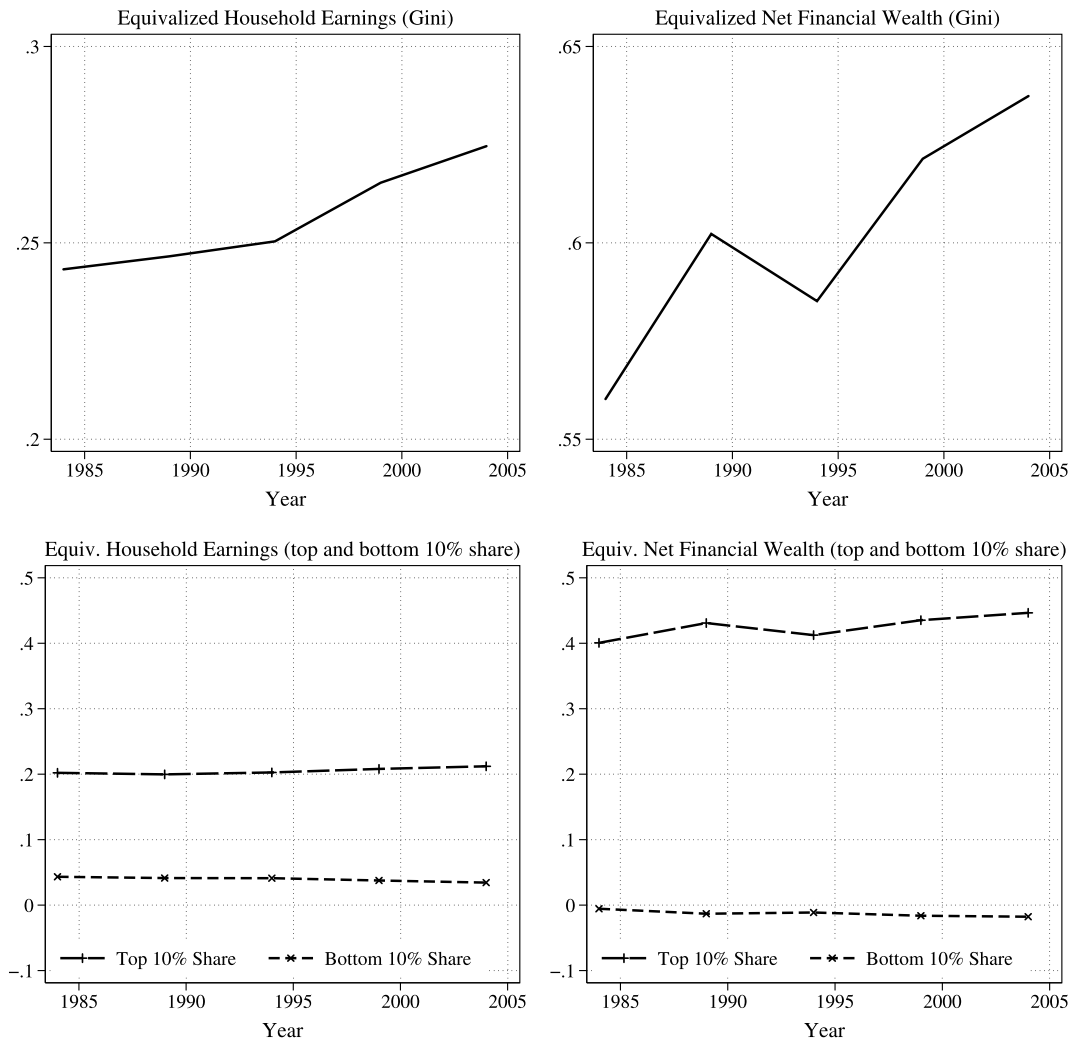 Equivalized Household Earnings (Gini)
.3
.25
.2
1985 1990 1995 2000 2005
Year
Equivalized Net Financial Wealth (Gini)
.65
.6
.55
1985 1990 1995 2000 2005
Year
Equiv. Household Earnings (top and bottom 10% share)
.5
.4
.3
.2
.1
0
−.1
Top 10% Share Bottom 10% Share
1985 1990 1995 2000 2005
Year
Equiv. Net Financial Wealth (top and bottom 10% share)
.5
.4
.3
.2
.1
0
−.1
Top 10% Share Bottom 10% Share
1985 1990 1995 2000 2005
Year